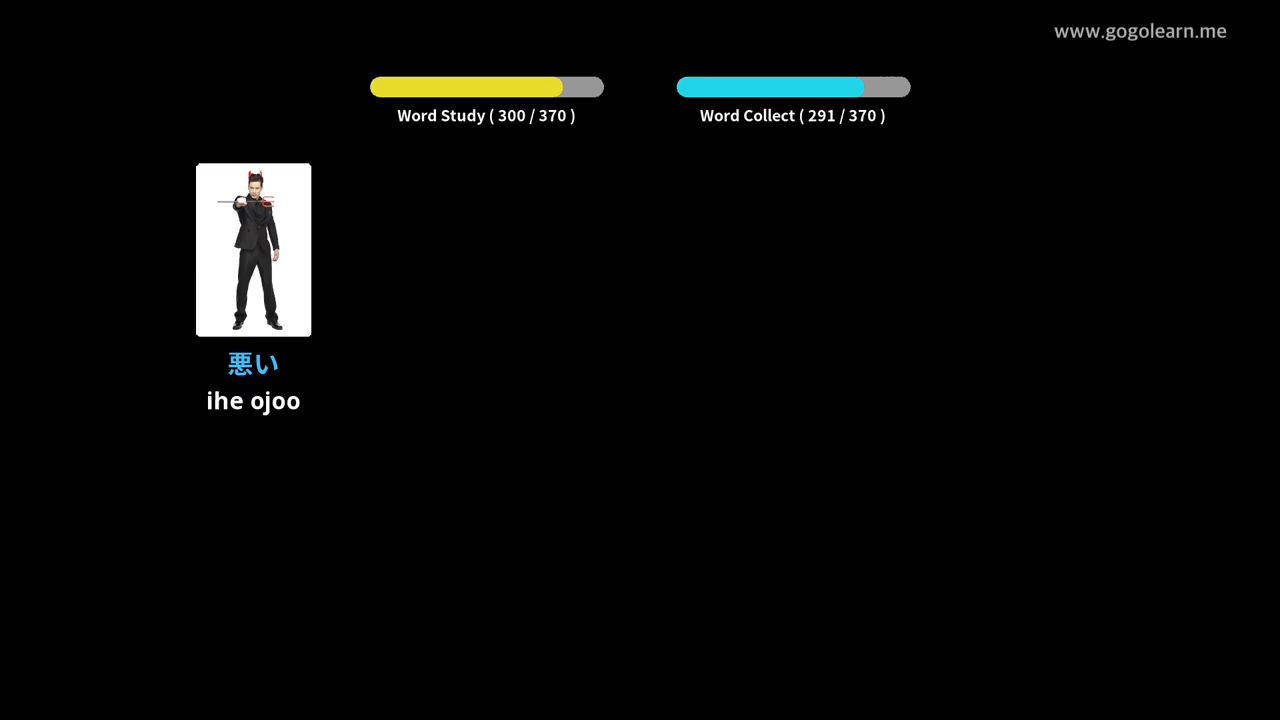 www.gogolearn.me
Word Study ( 300 / 370 )
Word Collect ( 291 / 370 )
悪い
ihe ojoo